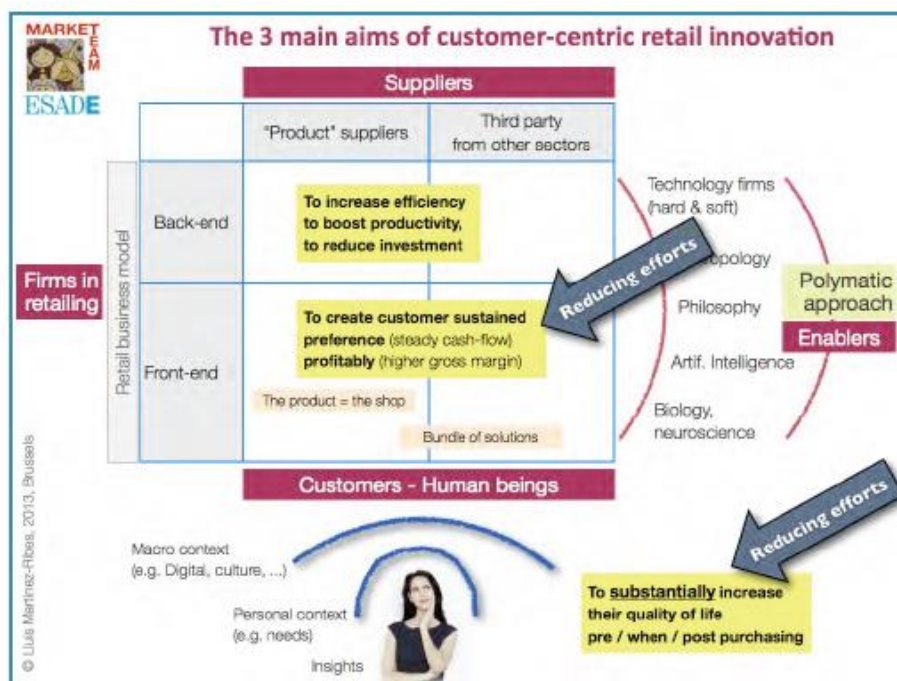 MARKET
TEAM
ESADE
The 3 main aims of customer-centric retail innovation
Suppliers
"Product" suppliers
Third party
from other sectors
Firms in
retailing
Retail business model
Back-end
To increase efficiency
to boost productivity,
to reduce investment
Front-end
To create customer sustained
preference (steady cash-flow)
profitably (higher gross margin)
The product = the shop
Bundle of solutions
Reducing efforts
Technology firms
(hard & soft)
Philosophy
Artif. Intelligence
Biology,
neuroscience
Polymatic
approach
Enablers
Customers - Human beings
Macro context
(e.g. Digital, culture, ...)
Personal context
(e.g. needs)
Insights
Reducing efforts
To substantially increase
their quality of life
pre / when / post purchasing
© Lluis Martinez-Ribes, 2013, Brussels